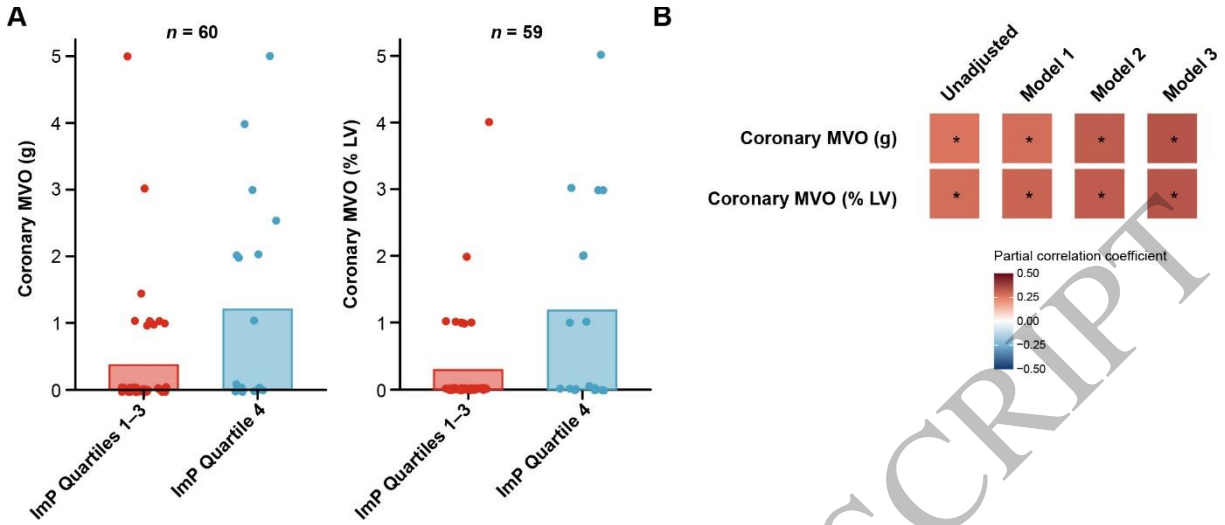 A
n = 60
Coronary MVO (g)
5
4
3
2
1
0
ImP Quartiles 1–3
ImP Quartile 4
n = 59
Coronary MVO (% LV)
5
4
3
2
1
0
ImP Quartiles 1–3
ImP Quartile 4
B
Unadjusted
Model 1
Model 2
Model 3
Coronary MVO (g)
* * * *
Coronary MVO (% LV)
* * * *
Partial correlation coefficient
0.50
0.25
0.00
−0.25
−0.50
SCRIPT